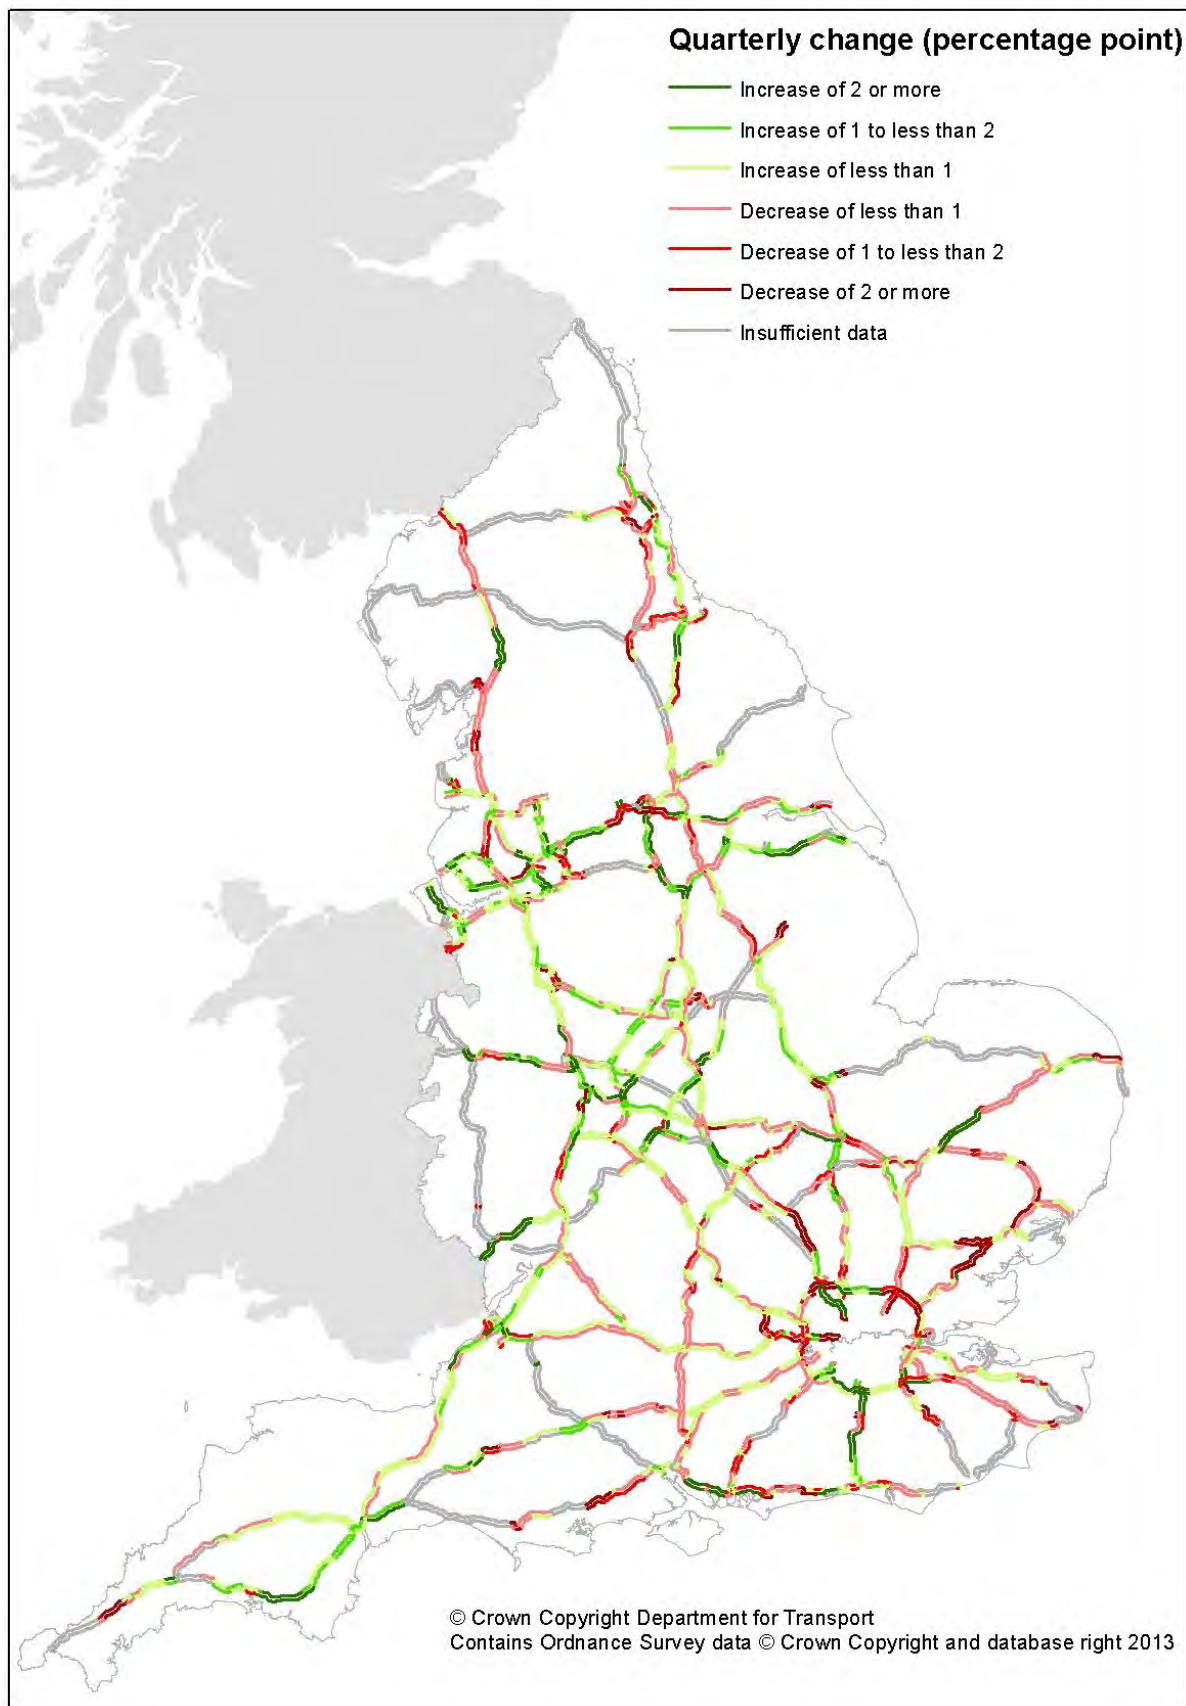 Quarterly change (percentage point)
Increase of 2 or more
Increase of 1 to less than 2
Increase of less than 1
Decrease of less than 1
Decrease of 1 to less than 2
Decrease of 2 or more
Insufficient data
© Crown Copyright Department for Transport
Contains Ordnance Survey data © Crown Copyright and database right 2013